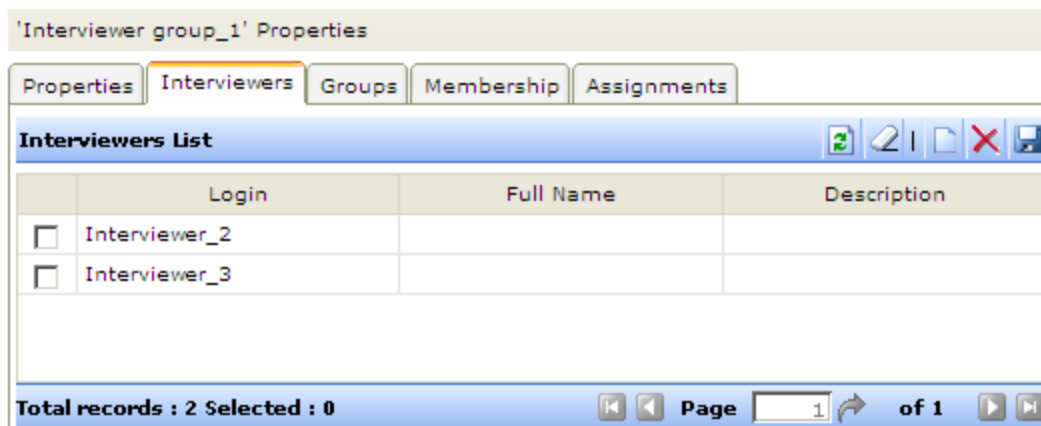 'Interviewer group_1' Properties
Properties Interviewers Groups Membership Assignments
Interviewers List
Login Full Name Description
Interviewer_2
Interviewer_3
Total records : 2 Selected : 0 Page 1 of 1